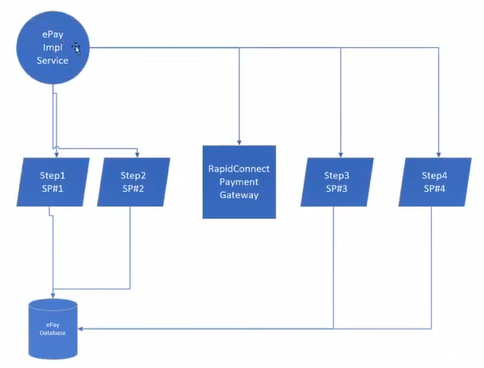 ePay
Impl
Service
Step1
SP#1
Step2
SP#2
RapidConnect
Payment
Gateway
Step3
SP#3
Step4
SP#4
ePay
Database